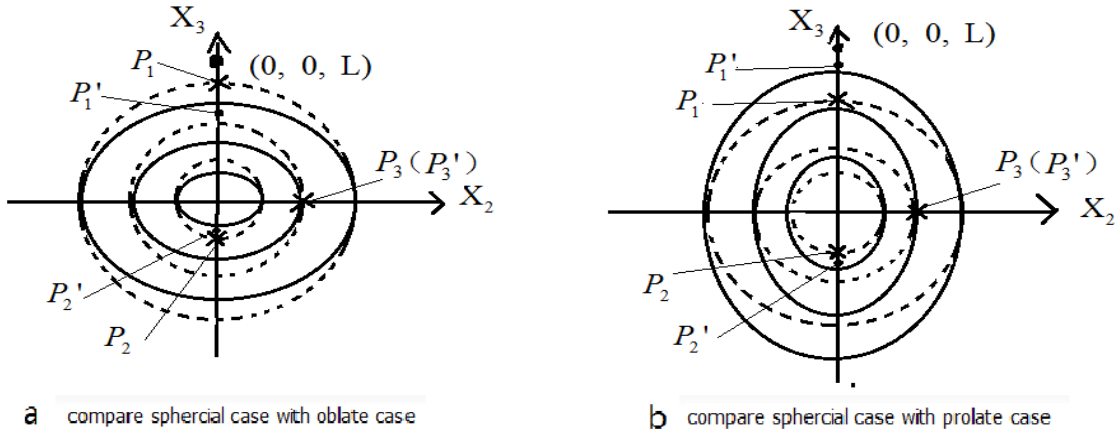 X3
P1
(0, 0, L)
P1'
P3(P3')
X2
P2'
P2
a compare sphercial case with oblate case
X3
(0, 0, L)
P1'
P1
P3(P3')
X2
P2
P2'
b compare sphercial case with prolate case